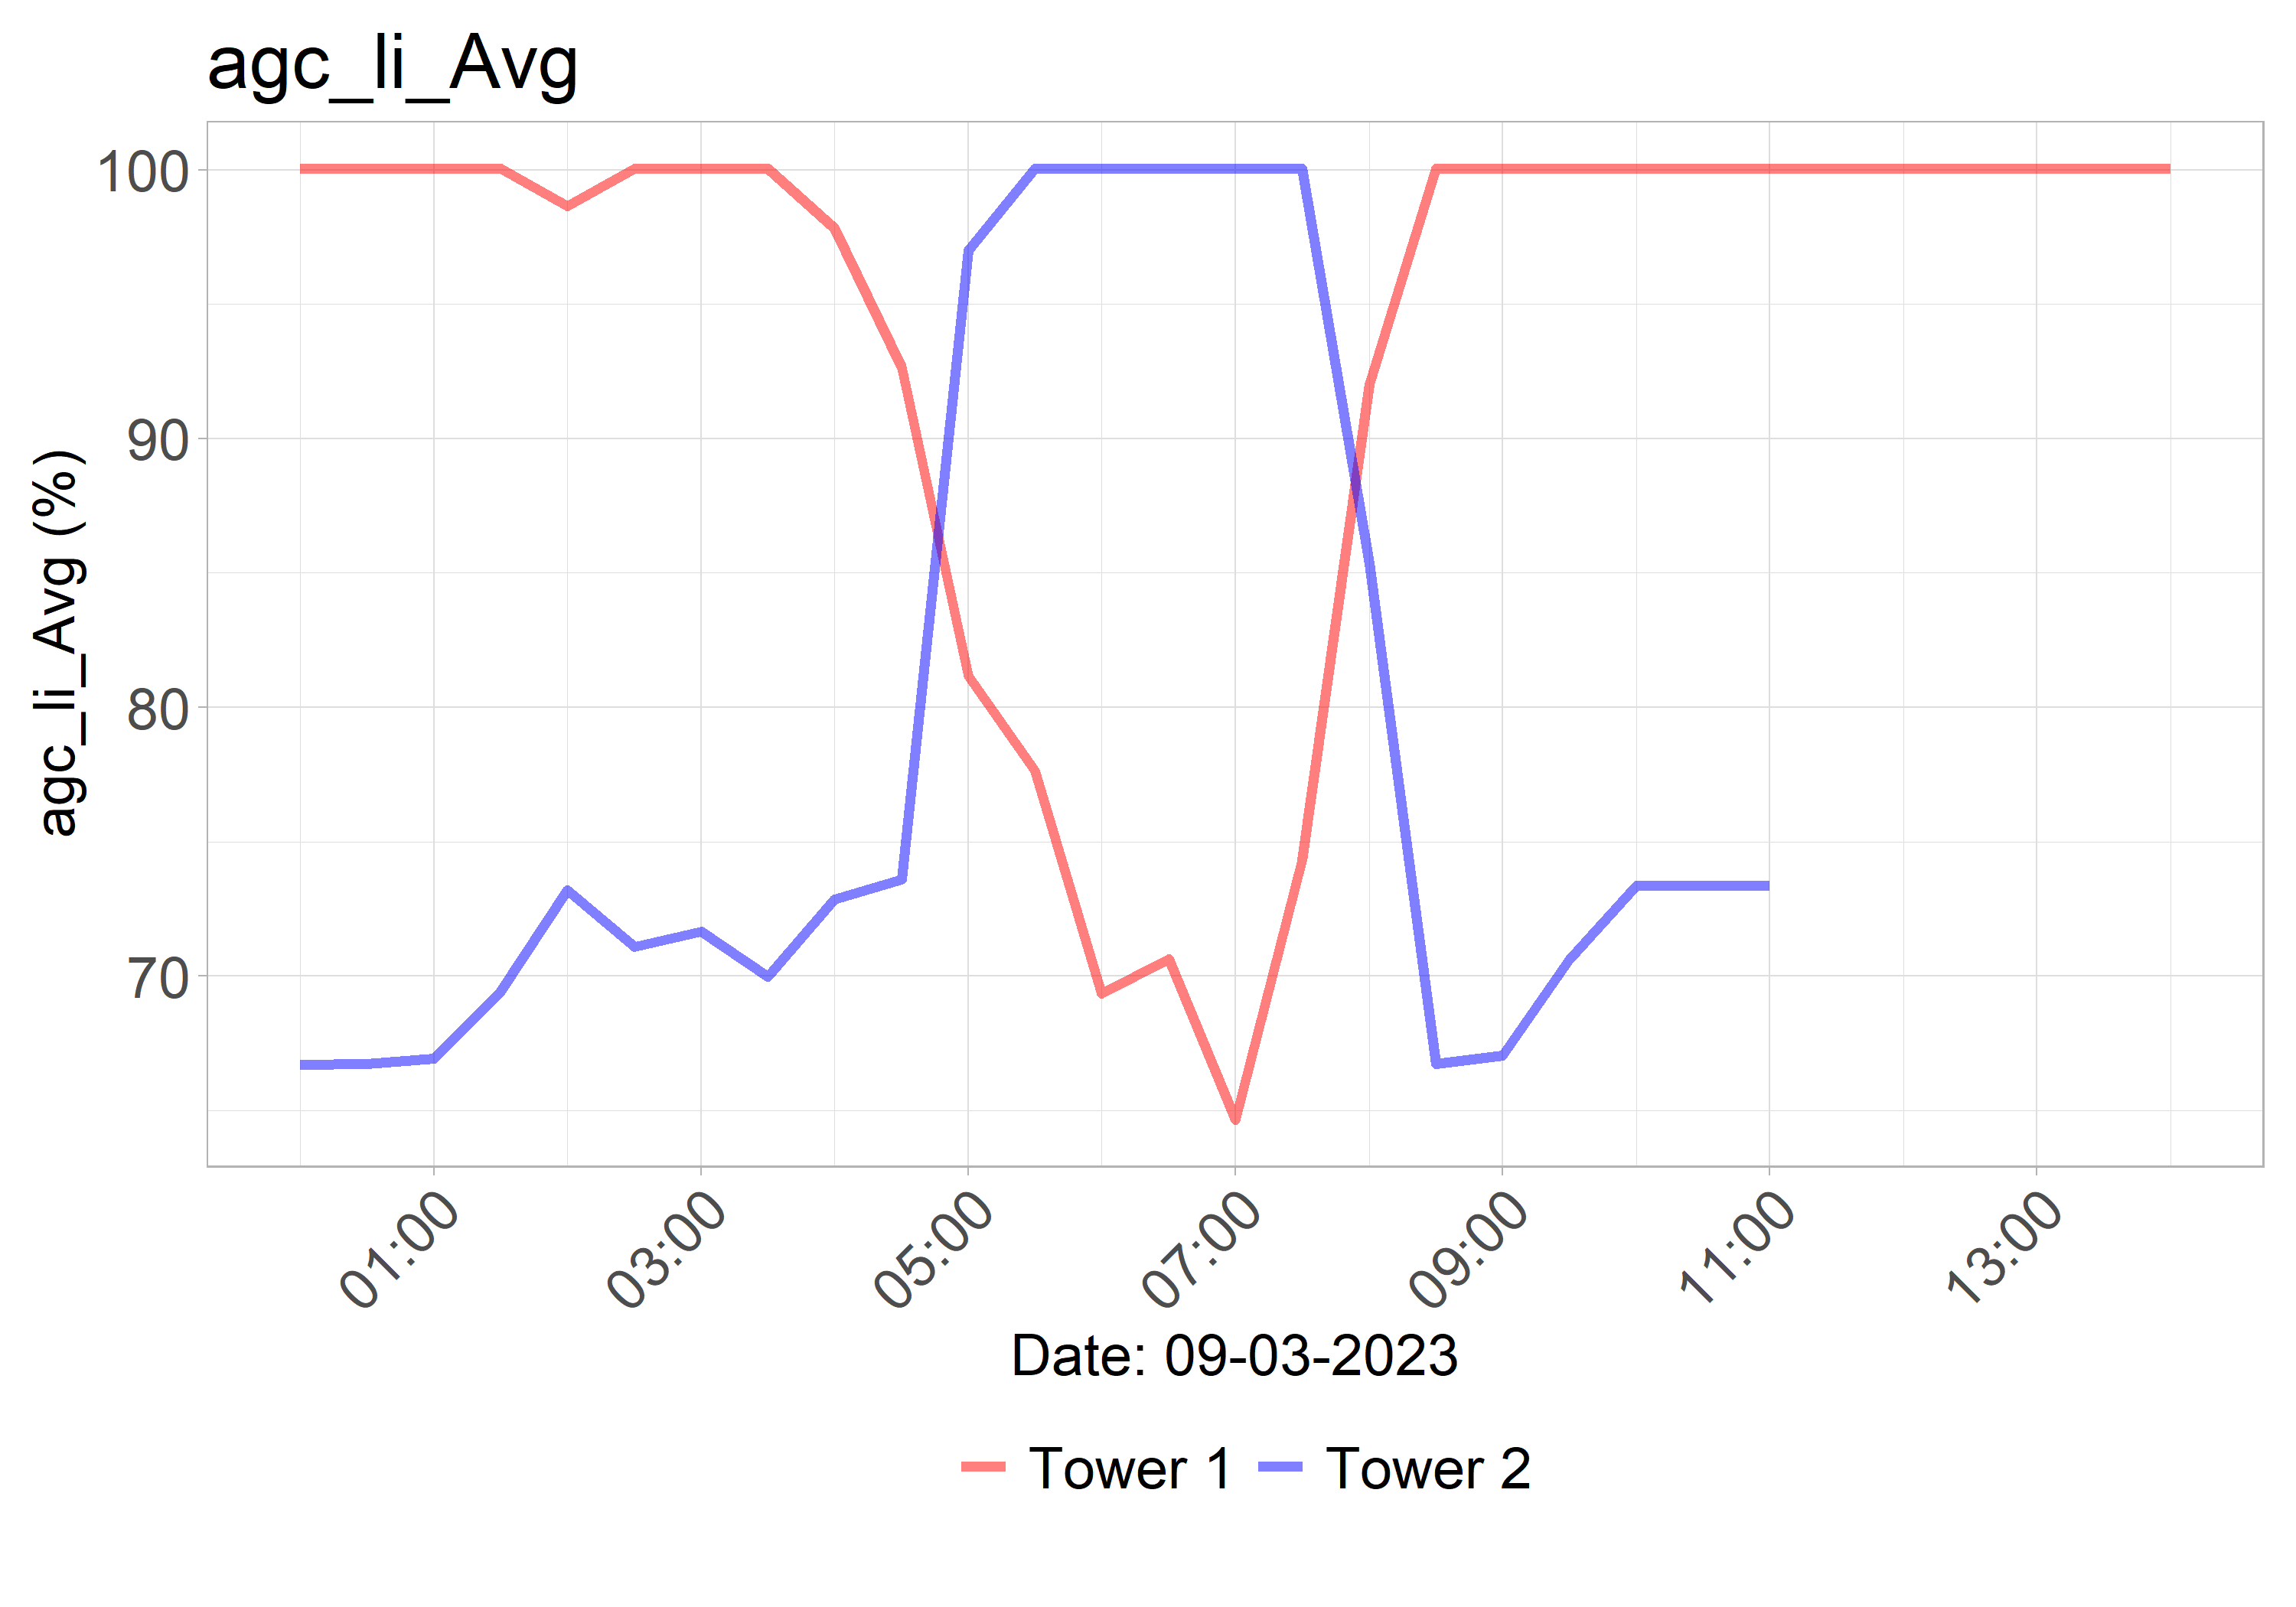 agc_li_Avg
agc_li_Avg (%)
100
90
80
70
01:00 03:00 05:00 07:00 09:00 11:00 13:00
Date: 09-03-2023
Tower 1 Tower 2